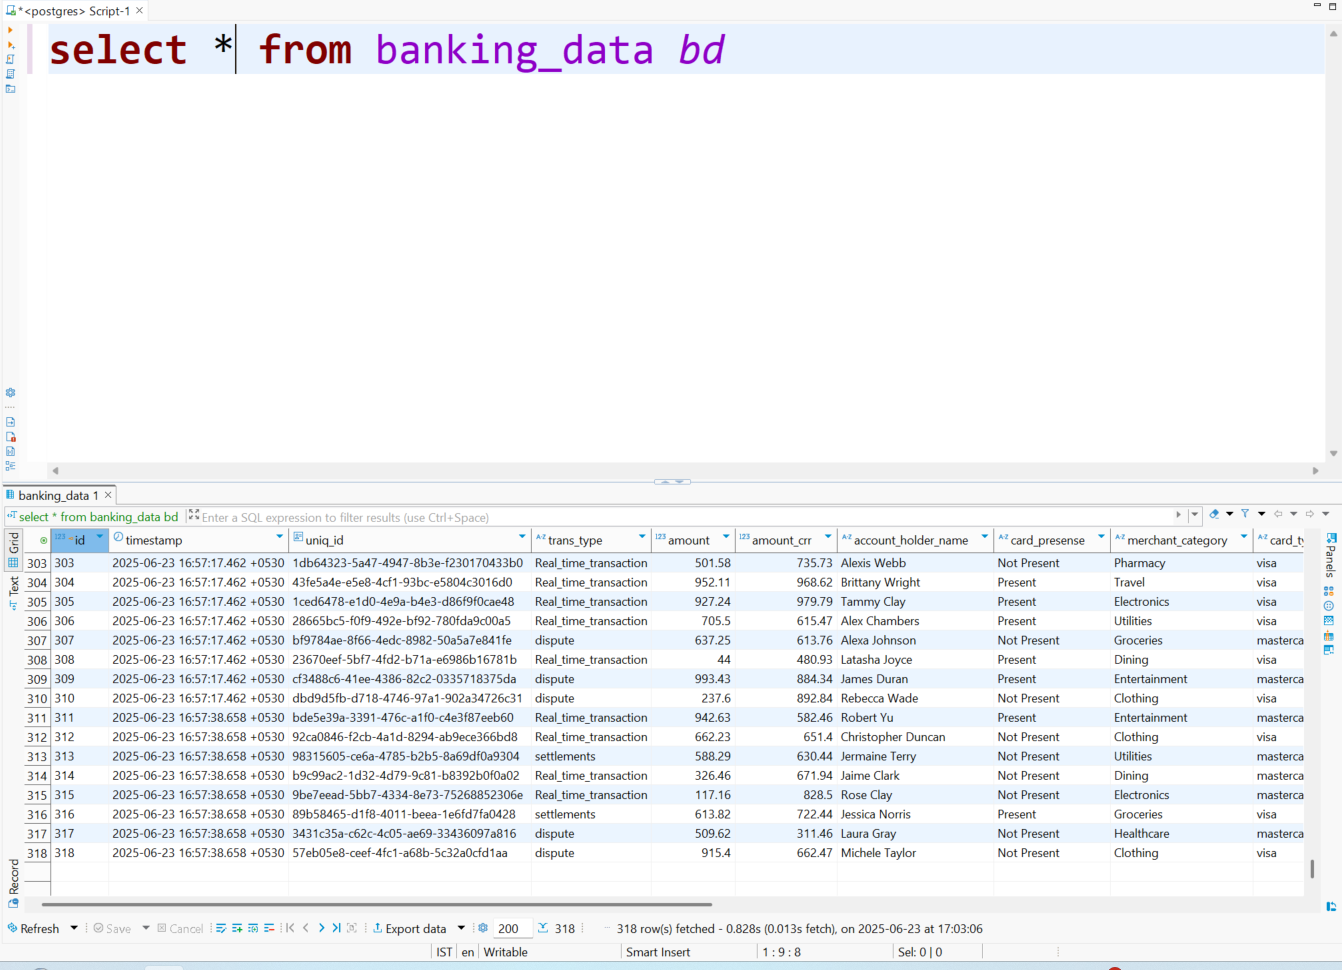 *<postgres> Script-1
select * from banking_data bd
banking_data 1
select * from banking_data bd Enter a SQL expression to filter results (use Ctrl+Space)
Grid
Text
Record
Panels
123 id timestamp uniq_id A-Z trans_type 123 amount 123 amount_crr A-Z account_holder_name A-Z card_presense A-Z merchant_category A-Z card_ty
303 303 2025-06-23 16:57:17.462 +0530 1db64323-5a47-4947-8b3e-f230170433b0 Real_time_transaction 501.58 735.73 Alexis Webb Not Present Pharmacy visa
304 304 2025-06-23 16:57:17.462 +0530 43fe5a4e-e5e8-4cf1-93bc-e5804c3016d0 Real_time_transaction 952.11 968.62 Brittany Wright Present Travel visa
305 305 2025-06-23 16:57:17.462 +0530 1ced6478-e1d0-4e9a-b4e3-d86f9f0cae48 Real_time_transaction 927.24 979.79 Tammy Clay Present Electronics visa
306 306 2025-06-23 16:57:17.462 +0530 28665bc5-f0f9-492e-bf92-780fda9c00a5 Real_time_transaction 705.5 615.47 Alex Chambers Present Utilities visa
307 307 2025-06-23 16:57:17.462 +0530 bf9784ae-8f66-4edc-8982-50a5a7e841fe dispute 637.25 613.76 Alexa Johnson Not Present Groceries masterca
308 308 2025-06-23 16:57:17.462 +0530 23670eef-5bf7-4fd2-b71a-e6986b16781b Real_time_transaction 44 480.93 Latasha Joyce Present Dining visa
309 309 2025-06-23 16:57:17.462 +0530 cf3488c6-41ee-4386-82c2-0335718375da dispute 993.43 884.34 James Duran Present Entertainment masterca
310 310 2025-06-23 16:57:17.462 +0530 dbd9d5fb-d718-4746-97a1-902a34726c31 dispute 237.6 892.84 Rebecca Wade Not Present Clothing visa
311 311 2025-06-23 16:57:38.658 +0530 bde5e39a-3391-476c-a1f0-c4e3f87eeb60 Real_time_transaction 942.63 582.46 Robert Yu Present Entertainment masterca
312 312 2025-06-23 16:57:38.658 +0530 92ca0846-f2cb-4a1d-8294-ab9ece366bd8 Real_time_transaction 662.23 651.4 Christopher Duncan Not Present Clothing visa
313 313 2025-06-23 16:57:38.658 +0530 98315605-ce6a-4785-b2b5-8a69df0a9304 settlements 588.29 630.44 Jermaine Terry Not Present Utilities masterca
314 314 2025-06-23 16:57:38.658 +0530 b9c99ac2-1d32-4d79-9c81-b8392b0f0a02 Real_time_transaction 326.46 671.94 Jaime Clark Not Present Dining masterca
315 315 2025-06-23 16:57:38.658 +0530 9be7eead-5bb7-4334-8e73-75268852306e Real_time_transaction 117.16 828.5 Rose Clay Not Present Electronics masterca
316 316 2025-06-23 16:57:38.658 +0530 89b58465-d1f8-4011-beea-1e6fd7fa0428 settlements 613.82 722.44 Jessica Norris Present Groceries visa
317 317 2025-06-23 16:57:38.658 +0530 3431c35a-c62c-4c05-ae69-33436097a816 dispute 509.62 311.46 Laura Gray Not Present Healthcare masterca
318 318 2025-06-23 16:57:38.658 +0530 57eb05e8-ceef-4fc1-a68b-5c32a0cfd1aa dispute 915.4 662.47 Michele Taylor Not Present Clothing visa
Refresh Save Cancel Export data 200 318 318 row(s) fetched - 0.828s (0.013s fetch), on 2025-06-23 at 17:03:06
IST en Writable Smart Insert 1 : 9 : 8 Sel: 0 | 0